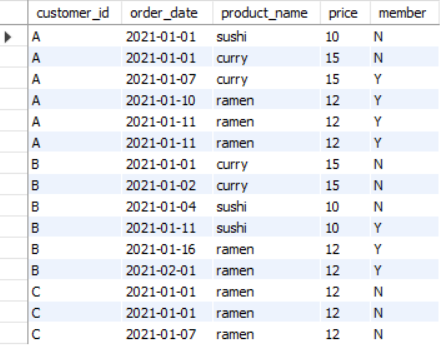 customer_id order_date product_name price member
A 2021-01-01 sushi 10 N
A 2021-01-01 curry 15 N
A 2021-01-07 curry 15 Y
A 2021-01-10 ramen 12 Y
A 2021-01-11 ramen 12 Y
A 2021-01-11 ramen 12 Y
B 2021-01-01 curry 15 N
B 2021-01-02 curry 15 N
B 2021-01-04 sushi 10 N
B 2021-01-11 sushi 10 Y
B 2021-01-16 ramen 12 Y
B 2021-02-01 ramen 12 Y
C 2021-01-01 ramen 12 N
C 2021-01-01 ramen 12 N
C 2021-01-07 ramen 12 N